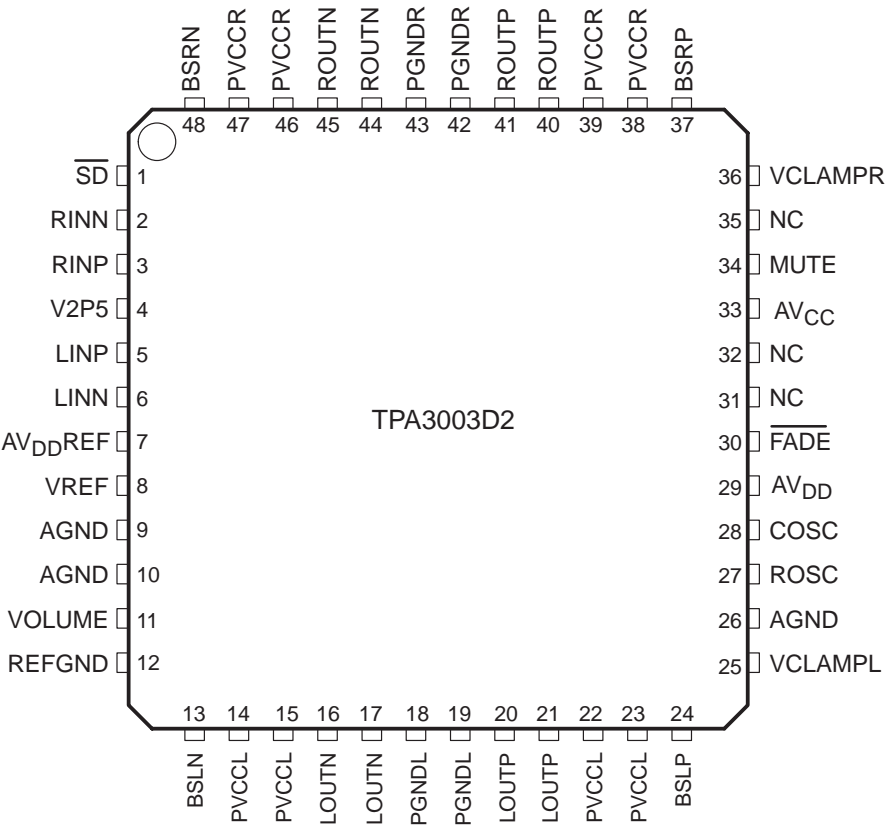 BSRN PVCCR PVCCR ROUTN ROUTN PGNDR PGNDR ROUTP ROUTP PVCCR PVCCR BSRP
48 47 46 45 44 43 42 41 40 39 38 37
SD 1 36 VCLAMPR
RINN 2 35 NC
RINP 3 34 MUTE
V2P5 4 33 AVCC
LINP 5 32 NC
LINN 6 31 NC
TPA3003D2
AVDDREF 7 30 FADE
VREF 8 29 AVDD
AGND 9 28 COSC
AGND 10 27 ROSC
VOLUME 11 26 AGND
REFGND 12 25 VCLAMPL
13 14 15 16 17 18 19 20 21 22 23 24
BSLN PVCCL PVCCL LOUTN LOUTN PGNDL PGNDL LOUTP LOUTP PVCCL PVCCL BSLP